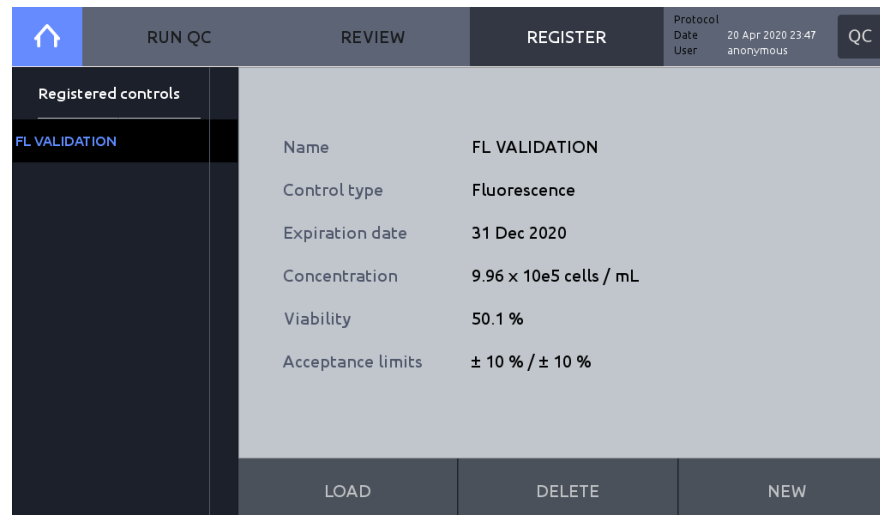 RUN QC
REVIEW
REGISTER
Protocol
Date 20 Apr 2020 23:47
User anonymous
QC
Registered controls
FL VALIDATION
Name FL VALIDATION
Control type Fluorescence
Expiration date 31 Dec 2020
Concentration 9.96 x 10e5 cells / mL
Viability 50.1 %
Acceptance limits ± 10 % / ± 10 %
LOAD
DELETE
NEW